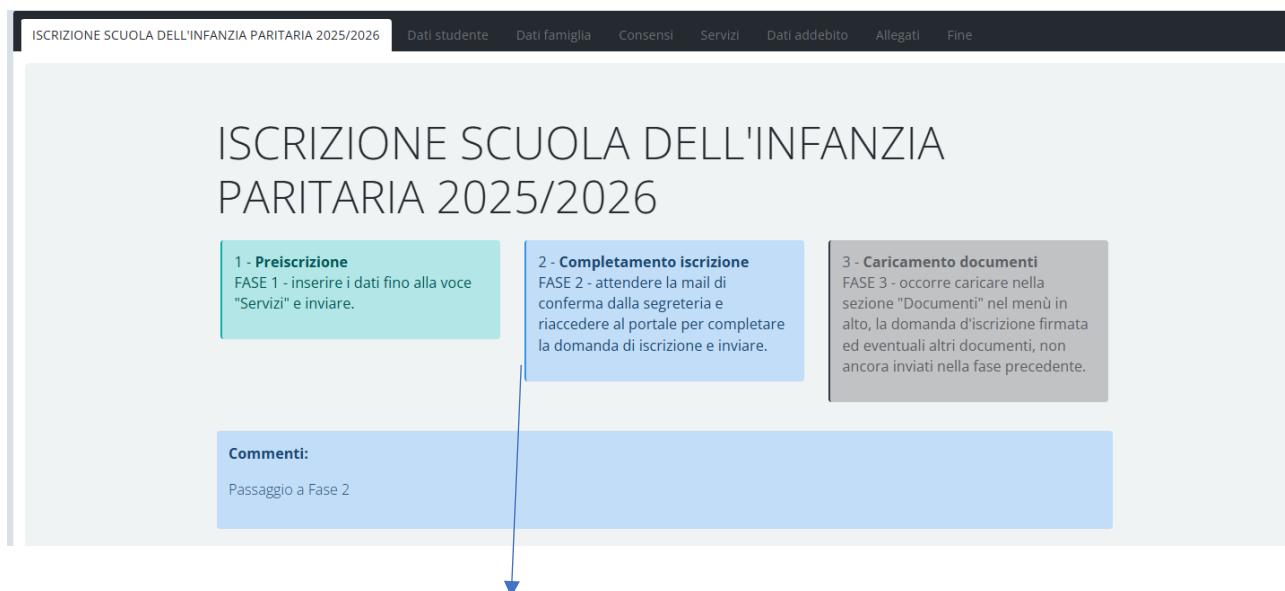 ISCRIZIONE SCUOLA DELL'INFANZIA PARITARIA 2025/2026 Dati studente Dati famiglia Consensi Servizi Dati addebito Allegati Fine
ISCRIZIONE SCUOLA DELL'INFANZIA
PARITARIA 2025/2026
1 - Preiscrizione
FASE 1 - inserire i dati fino alla voce
"Servizi" e inviare.
2 - Completamento iscrizione
FASE 2 - attendere la mail di
conferma dalla segreteria e
riaccedere al portale per completare
la domanda di iscrizione e inviare.
3 - Caricamento documenti
FASE 3 - occorre caricare nella
sezione "Documenti" nel menù in
alto, la domanda d'iscrizione firmata
ed eventuali altri documenti, non
ancora inviati nella fase precedente.
Commenti:
Passaggio a Fase 2